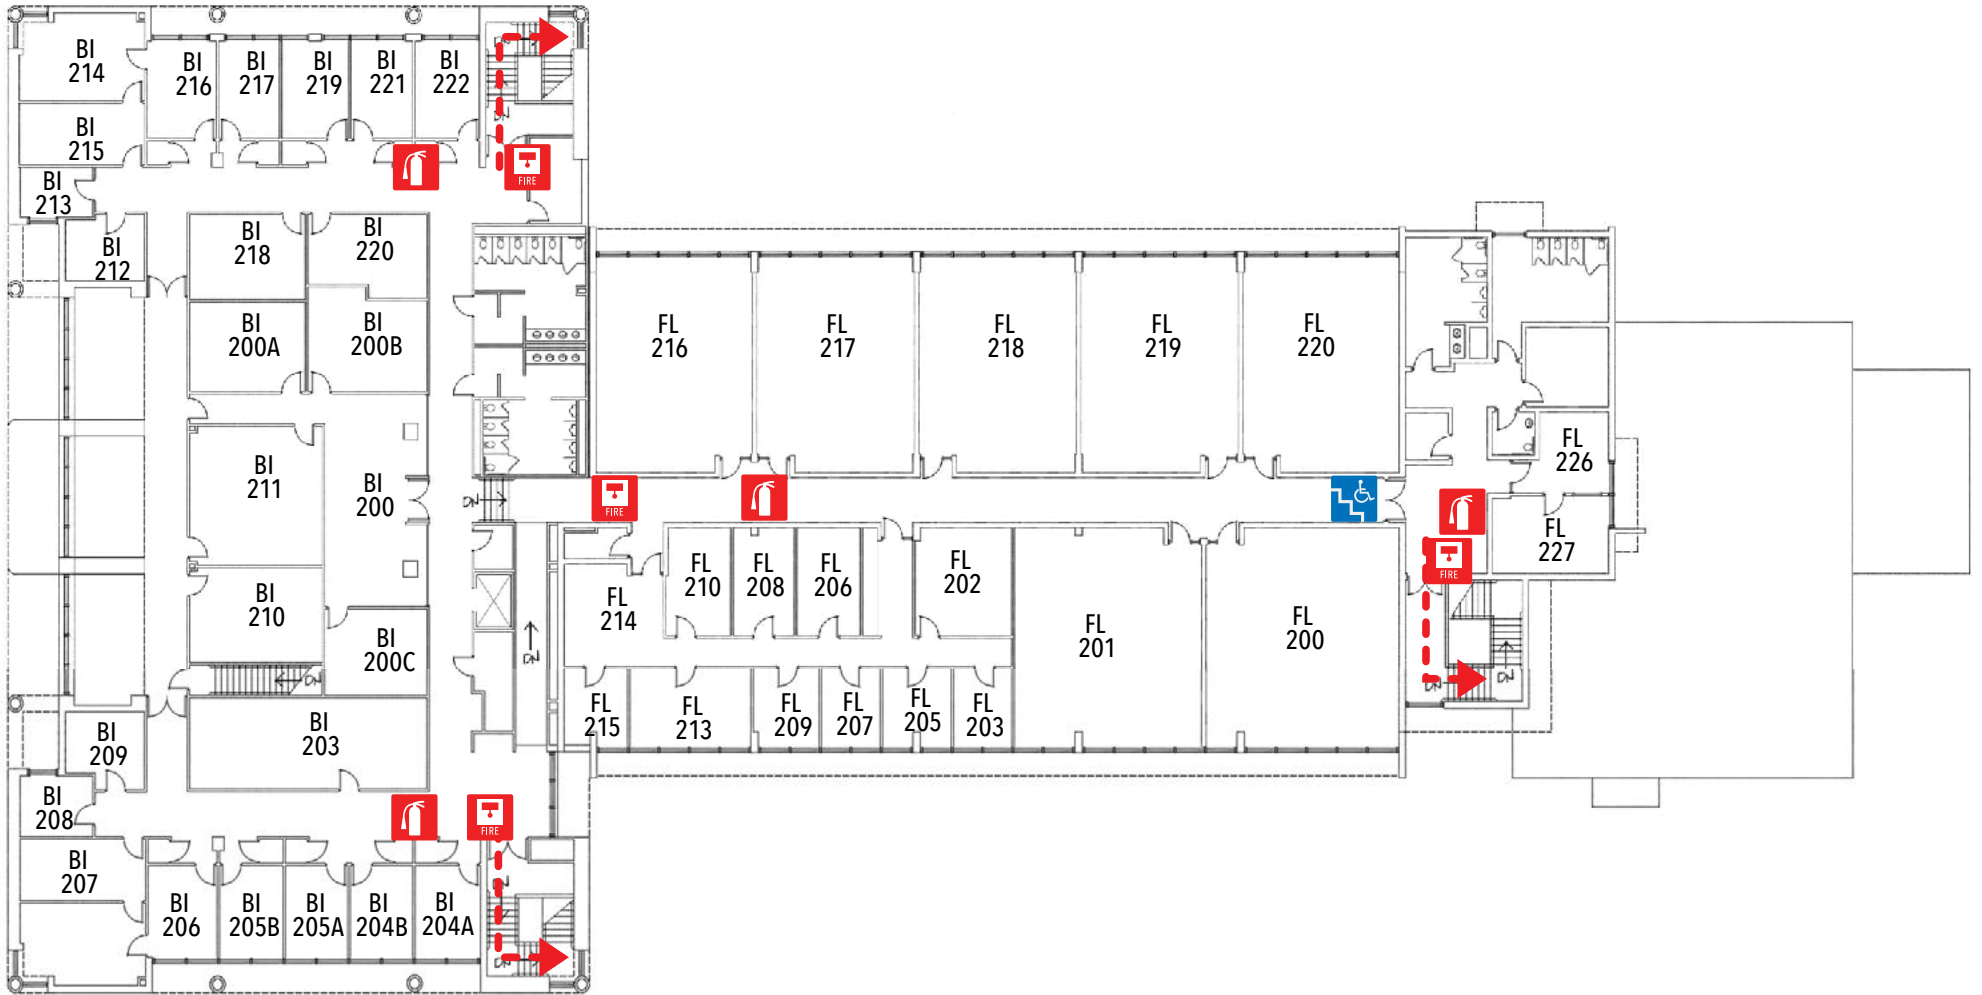 BI
214
BI
216
BI
217
BI
219
BI
221
BI
222
DN
DN
BI
215
FIRE
BI
213
BI
212
BI
218
BI
220
BI
200A
BI
200B
FL
216
FL
217
FL
218
FL
219
FL
220
BI
211
BI
200
DN
FIRE
FL
226
FL
227
FIRE
BI
210
BI
200C
DN
DN
FL
214
FL
210
FL
208
FL
206
FL
202
FL
201
FL
200
DN
DN
FL
215
FL
213
FL
209
FL
207
FL
205
FL
203
BI
209
BI
203
BI
208
FIRE
BI
207
BI
206
BI
205B
BI
205A
BI
204B
BI
204A
DN
DN